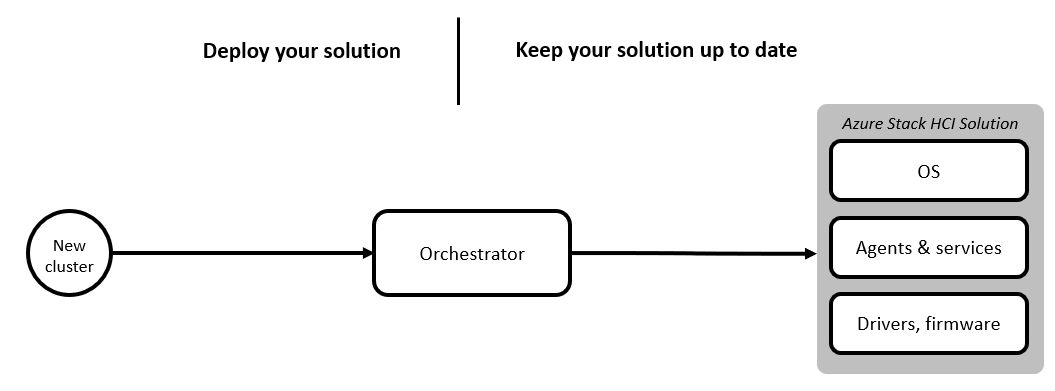 Deploy your solution
Keep your solution up to date
Azure Stack HCI Solution
OS
New
cluster
Orchestrator
Agents & services
Drivers, firmware